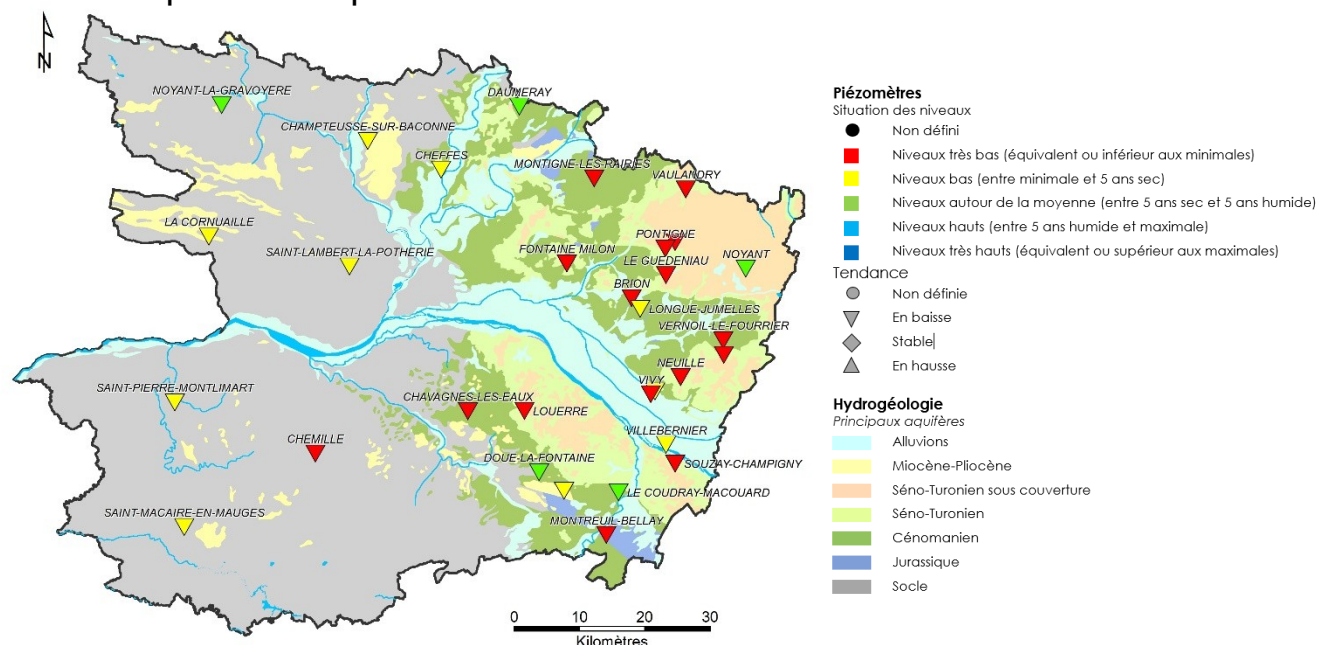 N
NOYANT-LA-GRAVOYERE
DAUMERAY
CHAMPTEUSSE-SUR-BACONNE
CHEFFES
MONTIGNE-LES-RAIRIES
VAULANDRY
LA CORNUAILLE
SAINT-LAMBERT-LA-POTHERIE
PONTIGNE
FONTAINE MILON
LE GUEDENIAU
NOYANT
BRION
LONGUE-JUMELLES
VERNOIL-LE-FOURRIER
NEUILLE
VIVY
SAINT-PIERRE-MONTLIMART
CHAVAGNES-LES-EAUX
LOUERRE
VILLEBERNIER
CHEMILLE
DOUE-LA-FONTAINE
SOUZAY-CHAMPIGNY
LE COUDRAY-MACOUARD
SAINT-MACAIRE-EN-MAUGES
MONTREUIL-BELLAY
0 10 20 30
Kilomètres
Piézomètres
Situation des niveaux
Non défini
Niveaux très bas (équivalent ou inférieur aux minimales)
Niveaux bas (entre minimale et 5 ans sec)
Niveaux autour de la moyenne (entre 5 ans sec et 5 ans humide)
Niveaux hauts (entre 5 ans humide et maximale)
Niveaux très hauts (équivalent ou supérieur aux maximales)
Tendance
Non définie
En baisse
Stable
En hausse
Hydrogéologie
Principaux aquifères
Alluvions
Miocène-Pliocène
Séno-Turonien sous couverture
Séno-Turonien
Cénomanien
Jurassique
Socle